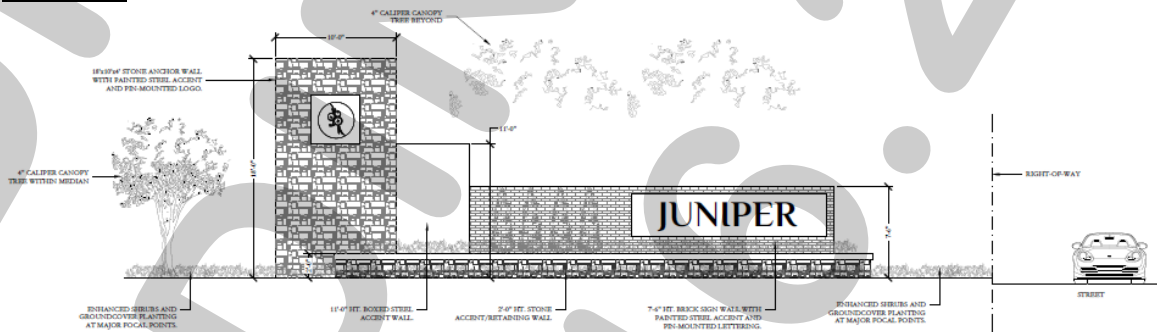 4" CALIPER CANOPY
TREE BEYOND
10'-0"
18'x10'x4' STONE ANCHOR WALL
WITH PAINTED STEEL ACCENT
AND PIN-MOUNTED LOGO.
11'-0"
4" CALIPER CANOPY
TREE WITHIN MEDIAN
18'-0"
RIGHT-OF-WAY
JUNIPER
7'-6"
STREET
ENHANCED SHRUBS AND
GROUNDCOVER PLANTING
AT MAJOR FOCAL POINTS.
11'-0" HT. BOXED STEEL
ACCENT WALL.
2'-0" HT. STONE
ACCENT/RETAINING WALL
7'-6" HT. BRICK SIGN WALL WITH
PAINTED STEEL ACCENT AND
PIN-MOUNTED LETTERING.
ENHANCED SHRUBS AND
GROUNDCOVER PLANTING
AT MAJOR FOCAL POINTS.